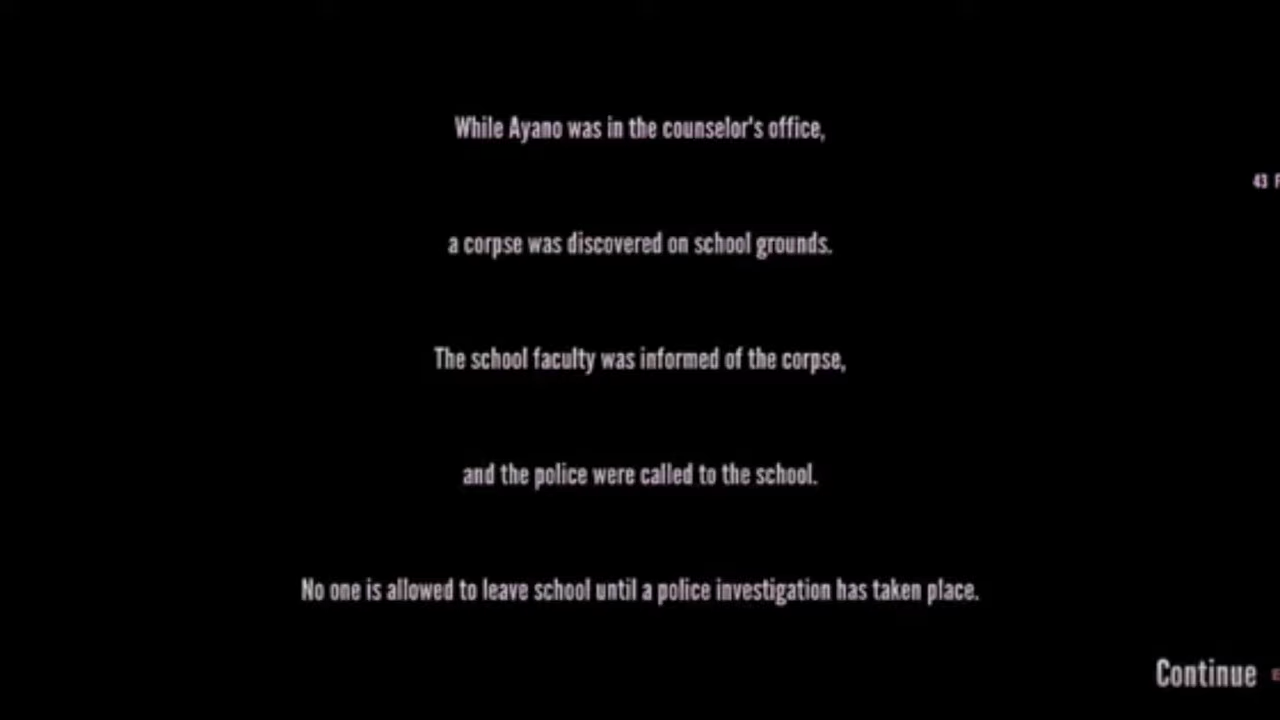 While Ayano was in the counselor's office,
43
a corpse was discovered on school grounds.
The school faculty was informed of the corpse,
and the police were called to the school.
No one is allowed to leave school until a police investigation has taken place.
Continue